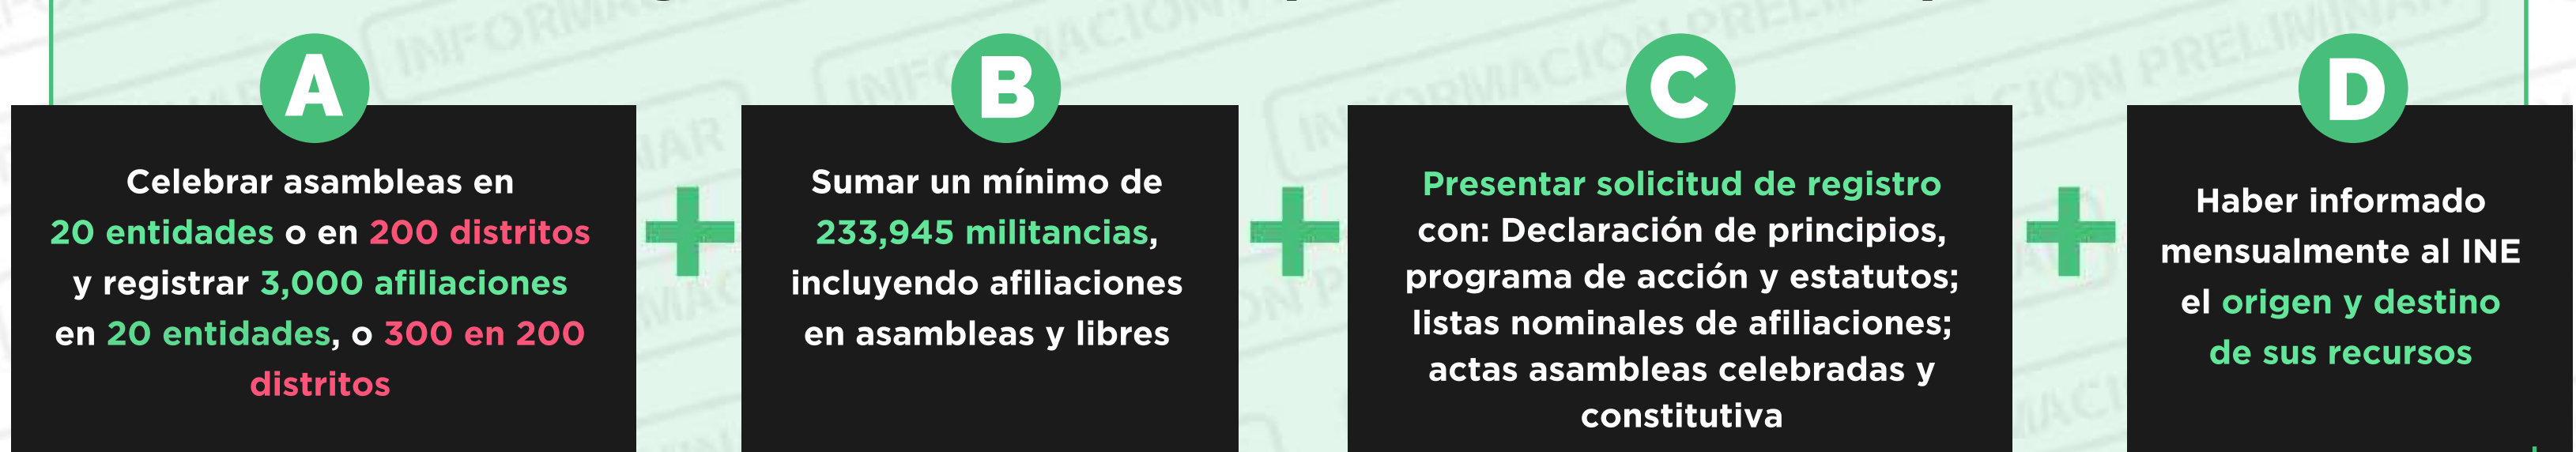 INFORMACIÓN PRELIMINAR
A
Celebrar asambleas en
20 entidades o en 200 distritos
y registrar 3,000 afiliaciones
en 20 entidades, o 300 en 200
distritos
+
B
Sumar un mínimo de
233,945 militancias,
incluyendo afiliaciones
en asambleas y libres
+
C
Presentar solicitud de registro
con: Declaración de principios,
programa de acción y estatutos;
listas nominales de afiliaciones;
actas asambleas celebradas y
constitutiva
+
D
Haber informado
mensualmente al INE
el origen y destino
de sus recursos